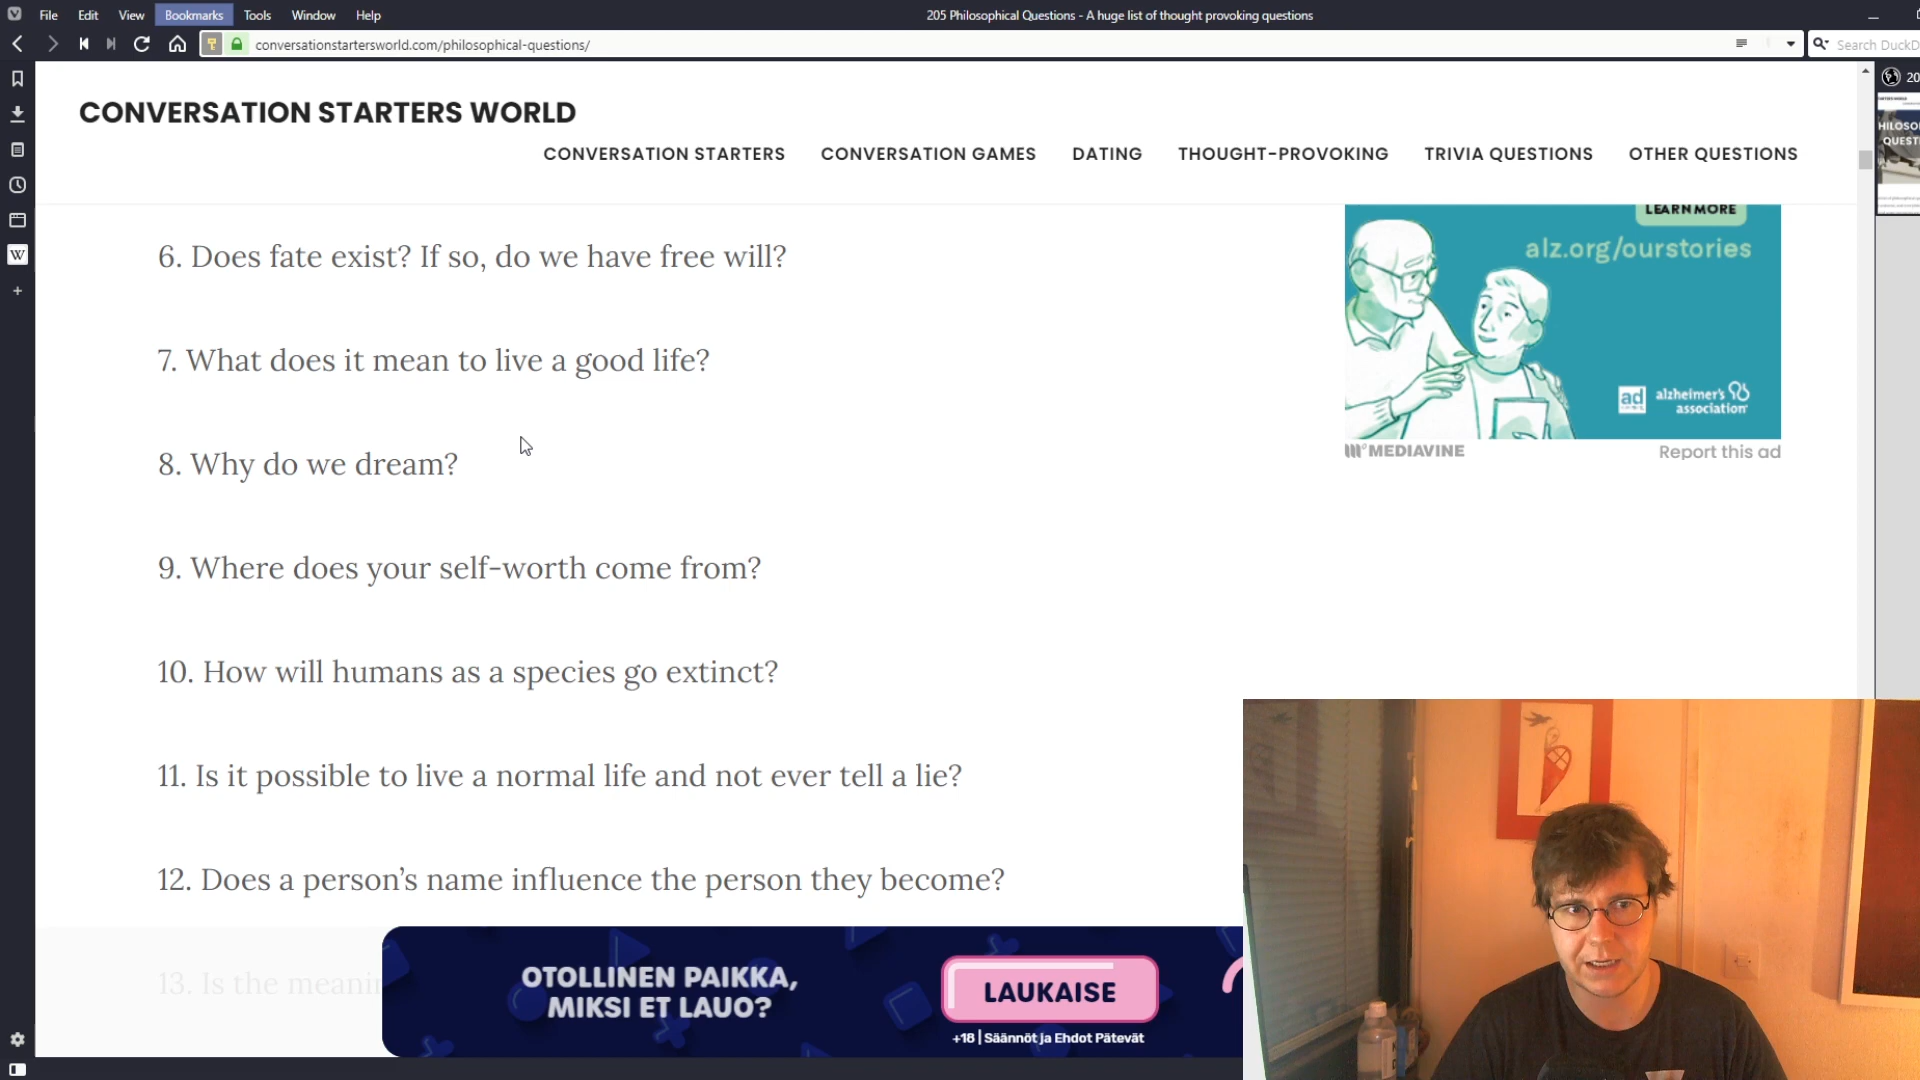 File Edit View Bookmarks Tools Window Help
205 Philosophical Questions - A huge list of thought provoking questions
conversationstartersworld.com/philosophical-questions/
Search DuckD
CONVERSATION STARTERS WORLD
CONVERSATION STARTERS CONVERSATION GAMES DATING THOUGHT-PROVOKING TRIVIA QUESTIONS OTHER QUESTIONS
20
HILOSO
QUEST
W
LEARN MORE
alz.org/ourstories
ad
alzheimer's
association
MEDIAVINE
Report this ad
6. Does fate exist? If so, do we have free will?
7. What does it mean to live a good life?
8. Why do we dream?
9. Where does your self-worth come from?
10. How will humans as a species go extinct?
11. Is it possible to live a normal life and not ever tell a lie?
12. Does a person's name influence the person they become?
13. Is the meani
OTOLLINEN PAIKKA,
MIKSI ET LAUO?
LAUKAISE
+18 | Säännöt ja Ehdot Pätevät